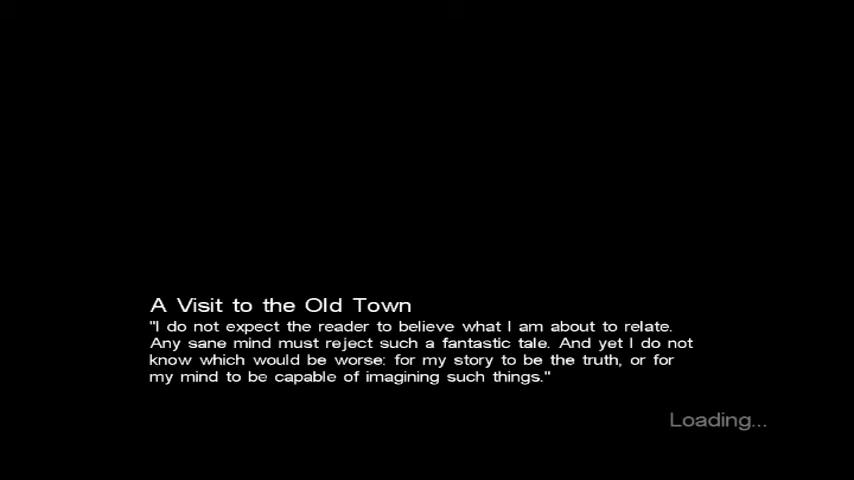 A Visit to the Old Town
"I do not expect the reader to believe what I am about to relate.
Any sane mind must reject such a fantastic tale. And yet I do not
know which would be worse: for my story to be the truth, or for
my mind to be capable of imagining such things."
Loading...